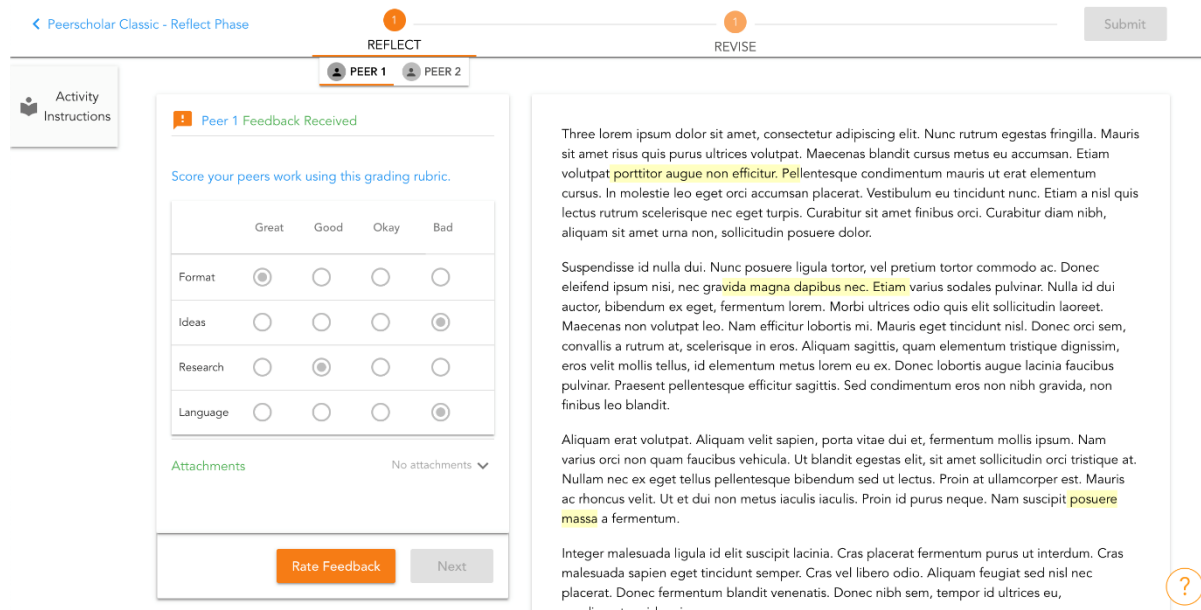 Peerscholar Classic - Reflect Phase
1
REFLECT
1
REVISE
Submit
PEER 1
PEER 2
Activity
Instructions
Peer 1 Feedback Received
Score your peers work using this grading rubric.
Great Good Okay Bad
Format
Ideas
Research
Language
Attachments
No attachments
Rate Feedback
Next
Three lorem ipsum dolor sit amet, consectetur adipiscing elit. Nunc rutrum egestas fringilla. Mauris
sit amet risus quis purus ultrices volutpat. Maecenas blandit cursus metus eu accumsan. Etiam
volutpat porttitor augue non efficitur. Pellentesque condimentum mauris ut erat elementum
cursus. In molestie leo eget orci accumsan placerat. Vestibulum eu tincidunt nunc. Etiam a nisl quis
lectus rutrum scelerisque nec eget turpis. Curabitur sit amet finibus orci. Curabitur diam nibh,
aliquam sit amet urna non, sollicitudin posuere dolor.
Suspendisse id nulla dui. Nunc posuere ligula tortor, vel pretium tortor commodo ac. Donec
eleifend ipsum nisi, nec gravida magna dapibus nec. Etiam varius sodales pulvinar. Nulla id dui
auctor, bibendum ex eget, fermentum lorem. Morbi ultrices odio quis elit sollicitudin laoreet.
Maecenas non volutpat leo. Nam efficitur lobortis mi. Mauris eget tincidunt nisl. Donec orci sem,
convallis a rutrum at, scelerisque in eros. Aliquam sagittis, quam elementum tristique dignissim,
eros velit mollis tellus, id elementum metus lorem eu ex. Donec lobortis augue lacinia faucibus
pulvinar. Praesent pellentesque efficitur sagittis. Sed condimentum eros non nibh gravida, non
finibus leo blandit.
Aliquam erat volutpat. Aliquam velit sapien, porta vitae dui et, fermentum mollis ipsum. Nam
varius orci non quam faucibus vehicula. Ut blandit egestas elit, sit amet sollicitudin orci tristique at.
Nullam nec ex eget tellus pellentesque bibendum sed ut lectus. Proin at ullamcorper est. Mauris
ac rhoncus velit. Ut et dui non metus iaculis iaculis. Proin id purus neque. Nam suscipit posuere
massa a fermentum.
Integer malesuada ligula id elit suscipit lacinia. Cras placerat fermentum purus ut interdum. Cras
malesuada sapien eget tincidunt semper. Cras vel libero odio. Aliquam feugiat sed nisl nec
placerat. Donec fermentum blandit venenatis. Donec nibh sem, tempor id ultrices eu,
?